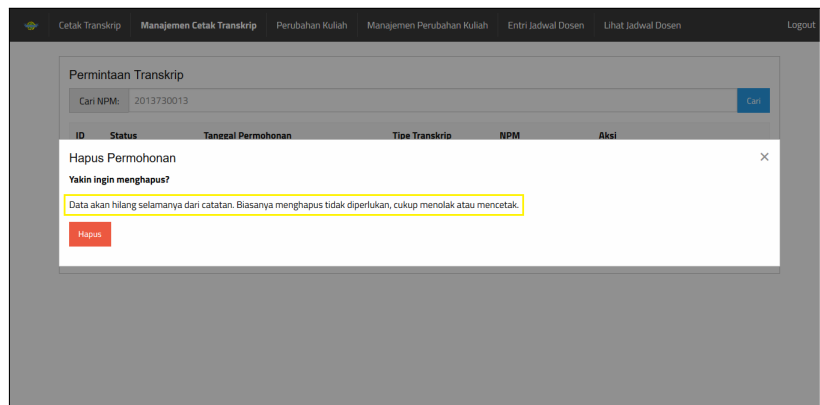 Cetak Transkrip Manajemen Cetak Transkrip Perubahan Kuliah Manajemen Perubahan Kuliah Entri Jadwal Dosen Lihat Jadwal Dosen Logout
Permintaan Transkrip
Cari NPM: 2013730013 Cari
ID Status Tanggal Permohonan Tipe Transkrip NPM Aksi
Hapus Permohonan ×
Yakin ingin menghapus?
Data akan hilang selamanya dari catatan. Biasanya menghapus tidak diperlukan, cukup menolak atau mencetak.
Hapus